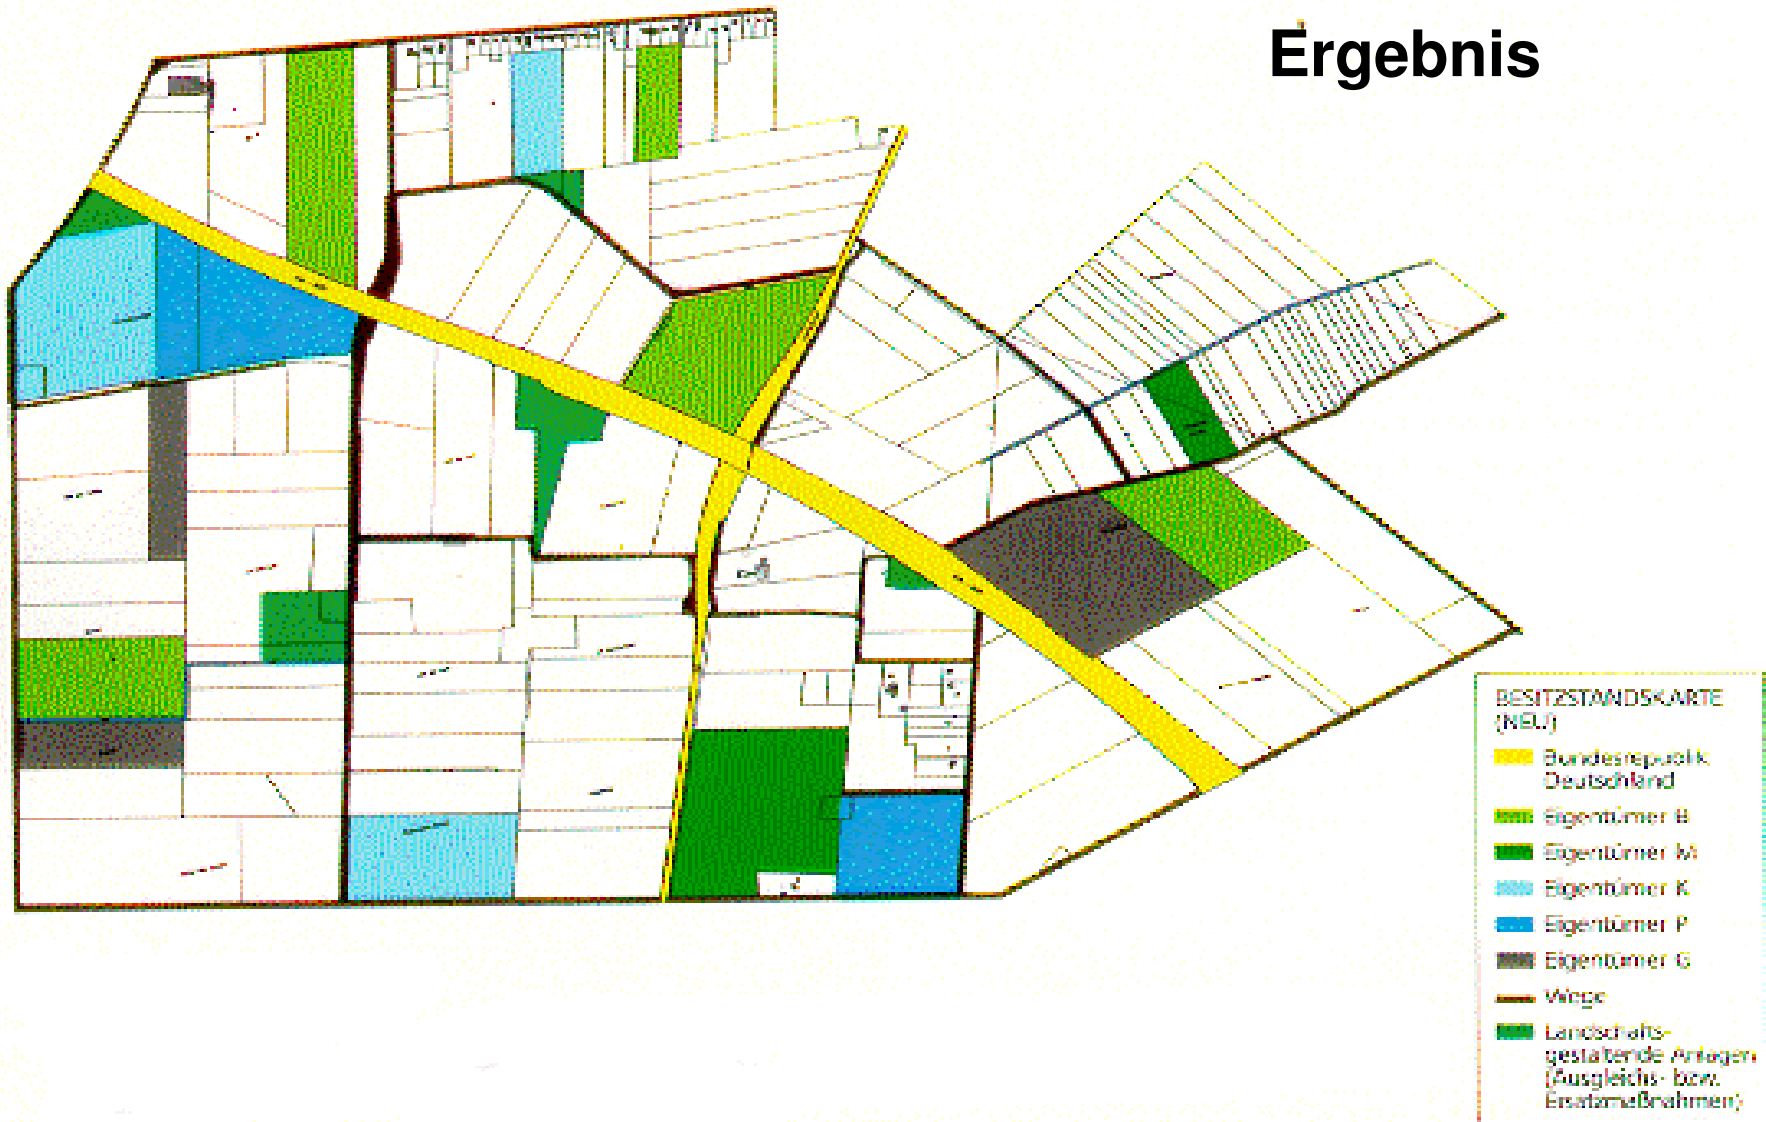 Ergebnis
BESITZSTANDSKARTE
(NEU)
Bundesrepublik
Deutschland
Eigentümer B
Eigentümer M
Eigentümer K
Eigentümer P
Eigentümer G
Wege
Landschafts-
gestaltende Anlagen
(Ausgleichs- bzw.
Ersatzmaßnahmen)